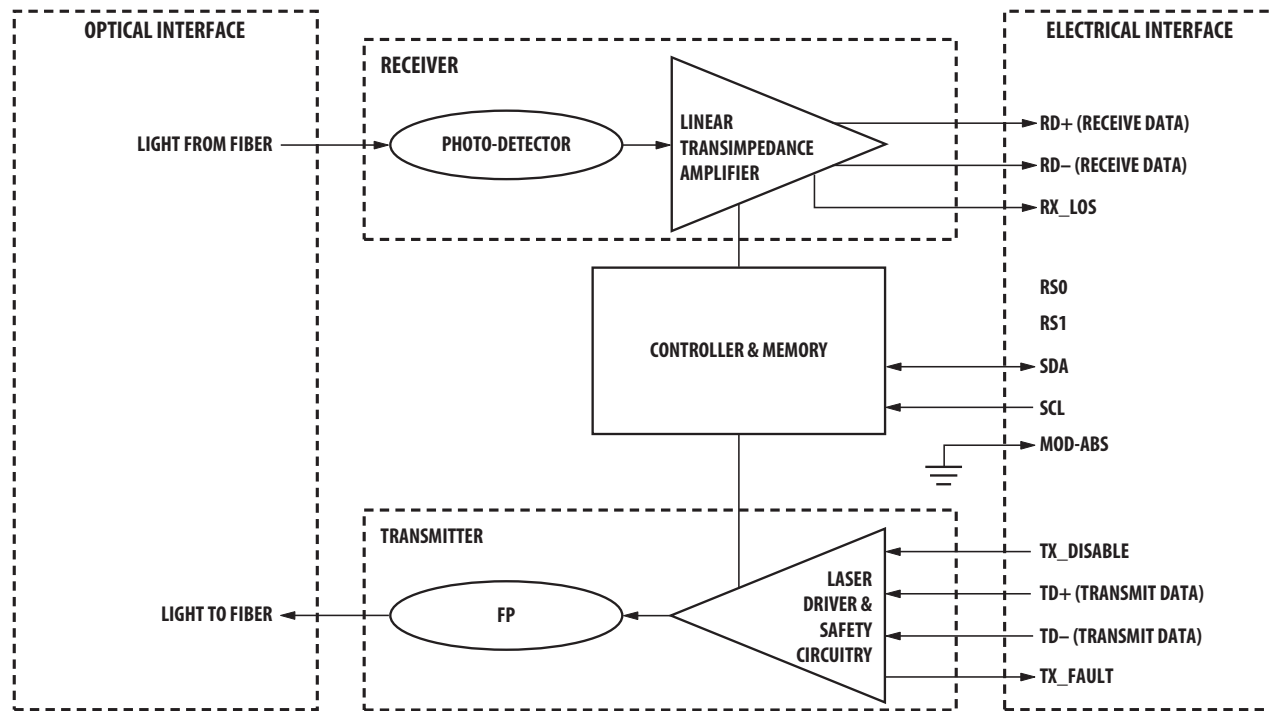 OPTICAL INTERFACE
ELECTRICAL INTERFACE
RECEIVER
LIGHT FROM FIBER
PHOTO-DETECTOR
LINEAR
TRANSIMPEDANCE
AMPLIFIER
RD+ (RECEIVE DATA)
RD– (RECEIVE DATA)
RX_LOS
CONTROLLER & MEMORY
RS0
RS1
SDA
SCL
MOD-ABS
TRANSMITTER
LIGHT TO FIBER
FP
LASER
DRIVER &
SAFETY
CIRCUITRY
TX_DISABLE
TD+ (TRANSMIT DATA)
TD– (TRANSMIT DATA)
TX_FAULT